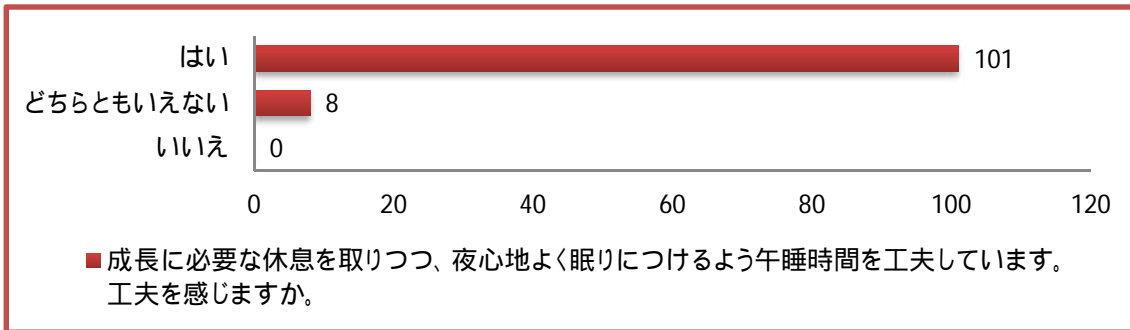 はい 101
どちらともいえない 8
いいえ 0
0 20 40 60 80 100 120
成長に必要な休息を取りつつ、夜心地よく眠りにつけるよう午睡時間を工夫しています。
工夫を感じますか。